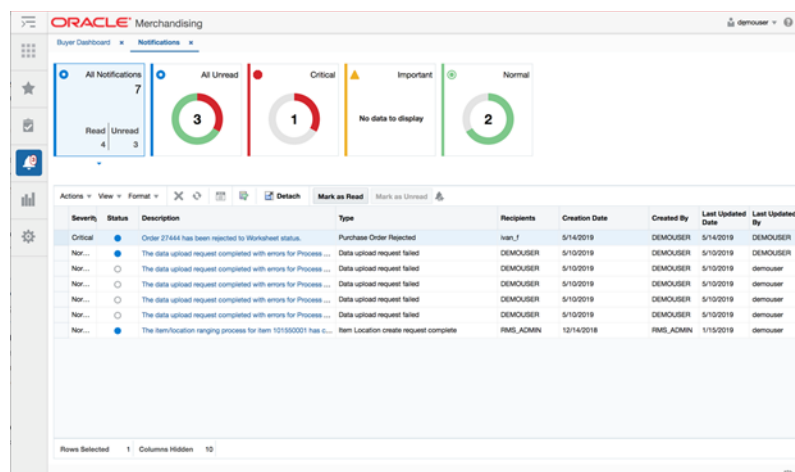 ORACLE® Merchandising
demouser
Buyer Dashboard × Notifications ×
All Notifications
7
Read Unread
4 3
All Unread
3
Critical
1
Important
No data to display
Normal
2
Actions View Format Detach Mark as Read Mark as Unread
Severity Status Description Type Recipients Creation Date Created By Last Updated Date Last Updated By
Critical Order 27444 has been rejected to Worksheet status. Purchase Order Rejected ivan_f 5/14/2019 DEMOUSER 5/14/2019 DEMOUSER
Nor... The data upload request completed with errors for Process ... Data upload request failed DEMOUSER 5/10/2019 DEMOUSER 5/10/2019 DEMOUSER
Nor... The data upload request completed with errors for Process ... Data upload request failed DEMOUSER 5/10/2019 DEMOUSER 5/10/2019 demouser
Nor... The data upload request completed with errors for Process ... Data upload request failed DEMOUSER 5/10/2019 DEMOUSER 5/10/2019 demouser
Nor... The data upload request completed with errors for Process ... Data upload request failed DEMOUSER 5/10/2019 DEMOUSER 5/10/2019 demouser
Nor... The data upload request completed with errors for Process ... Data upload request failed DEMOUSER 5/10/2019 DEMOUSER 5/10/2019 demouser
Nor... The item/location ranging process for item 101550001 has c... Item Location create request complete RMS_ADMIN 12/14/2018 RMS_ADMIN 1/15/2019 demouser
Rows Selected 1 Columns Hidden 10